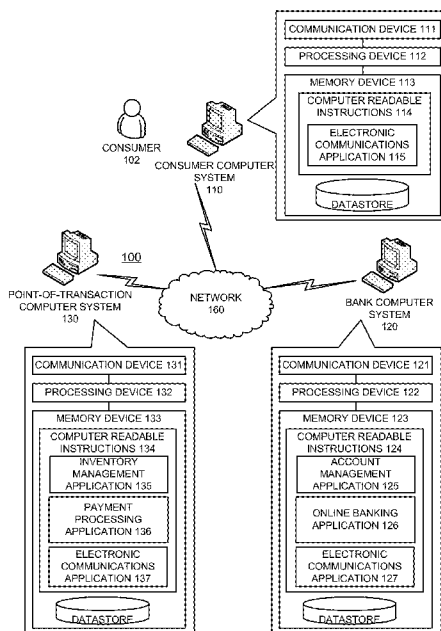 COMMUNICATION DEVICE 111
PROCESSING DEVICE 112
MEMORY DEVICE 113
COMPUTER READABLE
INSTRUCTIONS 114
ELECTRONIC
COMMUNICATIONS
APPLICATION 115
DATASTORE
CONSUMER
102
CONSUMER COMPUTER
SYSTEM
110
100
POINT-OF-TRANSACTION
COMPUTER SYSTEM
130
NETWORK
160
BANK COMPUTER
SYSTEM
120
COMMUNICATION DEVICE 131
PROCESSING DEVICE 132
MEMORY DEVICE 133
COMPUTER READABLE
INSTRUCTIONS 134
INVENTORY
MANAGEMENT
APPLICATION 135
PAYMENT
PROCESSING
APPLICATION 136
ELECTRONIC
COMMUNICATIONS
APPLICATION 137
DATASTORE
COMMUNICATION DEVICE 121
PROCESSING DEVICE 122
MEMORY DEVICE 123
COMPUTER READABLE
INSTRUCTIONS 124
ACCOUNT
MANAGEMENT
APPLICATION 125
ONLINE BANKING
APPLICATION 126
ELECTRONIC
COMMUNICATIONS
APPLICATION 127
DATASTORE